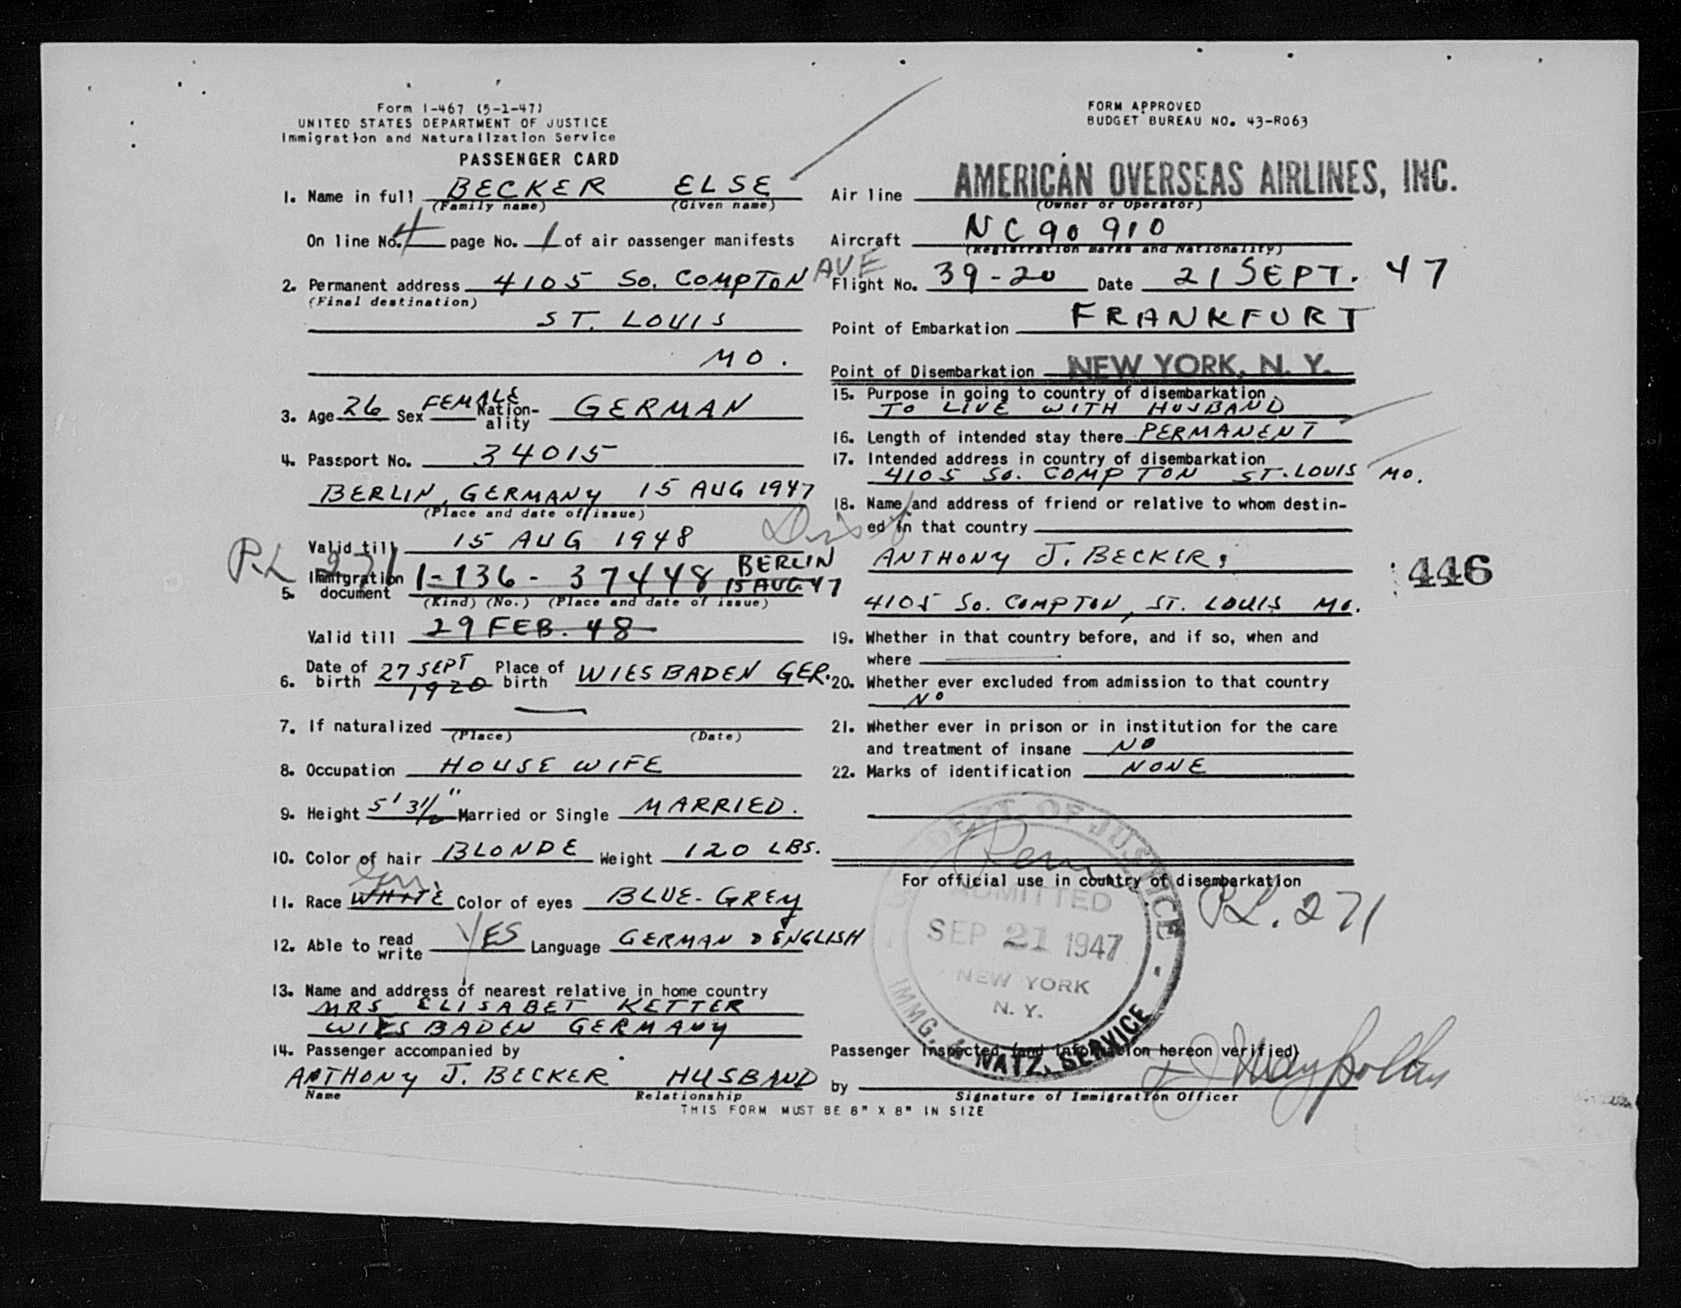 Form I-467 (5-1-47)
UNITED STATES DEPARTMENT OF JUSTICE
Immigration and Naturalization Service
PASSENGER CARD
FORM APPROVED
BUDGET BUREAU NO. 43-R063
1. Name in full BECKER ELSE
(Family name) (Given name)
On line No. 4 page No. 1 of air passenger manifests
2. Permanent address 4105 So. COMPTON AVE
(Final destination)
ST. LOUIS
MO.
3. Age 26 Sex FEMALE Nation-ality GERMAN
4. Passport No. 34015
BERLIN, GERMANY 15 AUG 1947
(Place and date of issue)
Valid till 15 AUG 1948
P.L 271
5. Immigration document I-136-37448 BERLIN 15 AUG. 47
(Kind) (No.) (Place and date of issue)
Valid till 29 FEB. 48
6. Date of birth 27 SEPT 1920 Place of birth WIESBADEN GER.
7. If naturalized —
(Place) (Date)
8. Occupation HOUSE WIFE
9. Height 5' 3 1/2" Married or Single MARRIED.
10. Color of hair BLONDE Weight 120 LBS.
11. Race WHITE Ger. Color of eyes BLUE-GREY
12. Able to read write YES Language GERMAN & ENGLISH
13. Name and address of nearest relative in home country
MRS ELISABET KETTER
WIESBADEN GERMANY
14. Passenger accompanied by
ANTHONY J. BECKER HUSBAND
Name Relationship
THIS FORM MUST BE 8" X 8" IN SIZE
Air line AMERICAN OVERSEAS AIRLINES, INC.
(Owner or Operator)
Aircraft NC 90 910
(Registration marks and Nationality)
Flight No. 39-20 Date 21 SEPT. 47
Point of Embarkation FRANKFURT
Point of Disembarkation NEW YORK, N. Y.
15. Purpose in going to country of disembarkation
TO LIVE WITH HUSBAND
16. Length of intended stay there PERMANENT
17. Intended address in country of disembarkation
4105 So. COMPTON ST. LOUIS MO.
18. Name and address of friend or relative to whom destin-
ed in that country
ANTHONY J. BECKER,
4105 So. COMPTON, ST. LOUIS MO.
446
19. Whether in that country before, and if so, when and
where —
20. Whether ever excluded from admission to that country
NO
21. Whether ever in prison or in institution for the care
and treatment of insane NO
22. Marks of identification NONE
For official use in country of disembarkation
DEPT. OF JUSTICE
ADMITTED
SEP 21 1947
NEW YORK
N. Y.
IMMG. & NATZ. SERVICE
P.L. 271
Passenger inspected (and information hereon verified)
by
Signature of Immigration Officer